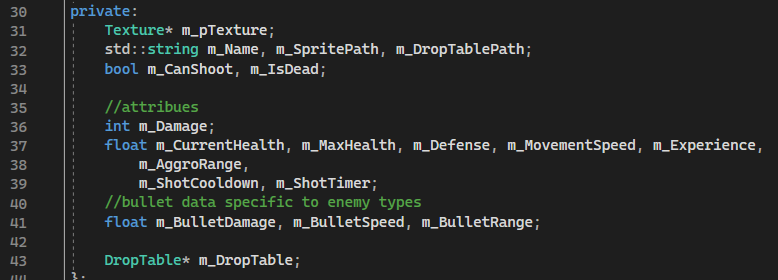 30 private:
31 Texture* m_pTexture;
32 std::string m_Name, m_SpritePath, m_DropTablePath;
33 bool m_CanShoot, m_IsDead;
34
35 //attribues
36 int m_Damage;
37 float m_CurrentHealth, m_MaxHealth, m_Defense, m_MovementSpeed, m_Experience,
38 m_AggroRange,
39 m_ShotCooldown, m_ShotTimer;
40 //bullet data specific to enemy types
41 float m_BulletDamage, m_BulletSpeed, m_BulletRange;
42
43 DropTable* m_DropTable;
44 };